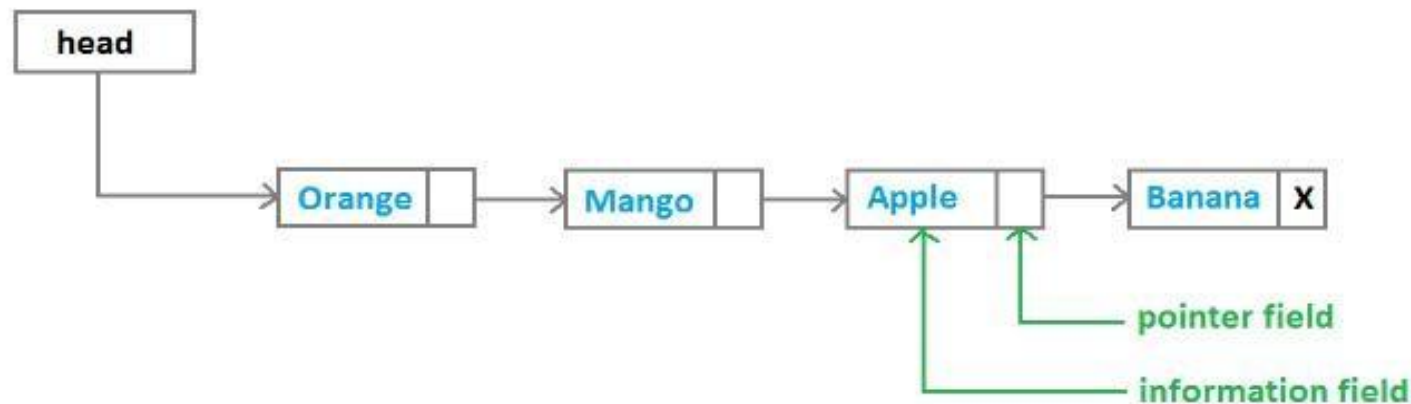 head
Orange Mango Apple Banana X
pointer field
information field